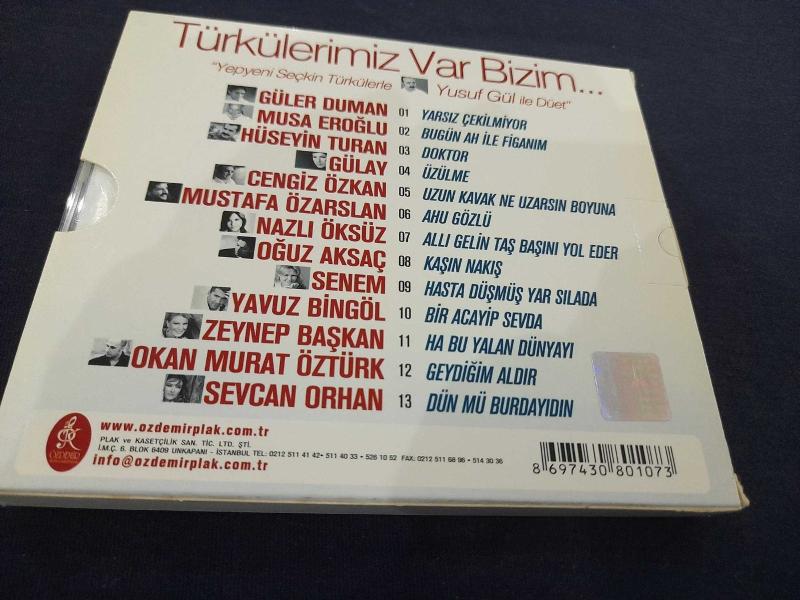 Türkülerimiz Var Bizim...
"Yepyeni Seçkin Türkülerle Yusuf Gül ile Düet"
GÜLER DUMAN 01 YARSIZ ÇEKİLMİYOR
MUSA EROĞLU 02 BUGÜN AH İLE FİGANIM
HÜSEYİN TURAN 03 DOKTOR
GÜLAY 04 ÜZÜLME
CENGİZ ÖZKAN 05 UZUN KAVAK NE UZARSIN BOYUNA
MUSTAFA ÖZARSLAN 06 AHU GÖZLÜ
NAZLI ÖKSÜZ 07 ALLI GELİN TAŞ BAŞINI YOL EDER
OĞUZ AKSAÇ 08 KAŞIN NAKIŞ
SENEM 09 HASTA DÜŞMÜŞ YAR SILADA
YAVUZ BİNGÖL 10 BİR ACAYİP SEVDA
ZEYNEP BAŞKAN 11 HA BU YALAN DÜNYAYI
OKAN MURAT ÖZTÜRK 12 GEYDİĞİM ALDIR
SEVCAN ORHAN 13 DÜN MÜ BURDAYIDIN
www.ozdemirplak.com.tr
PLAK ve KASETÇİLİK SAN. TİC. LTD. ŞTİ.
İ.M.Ç. 6. BLOK 6409 UNKAPANI - İSTANBUL TEL: 0212 511 41 42 • 511 40 33 • 526 10 52 FAX: 0212 511 68 96 • 514 30 36
info@ozdemirplak.com.tr
8 697430 801073